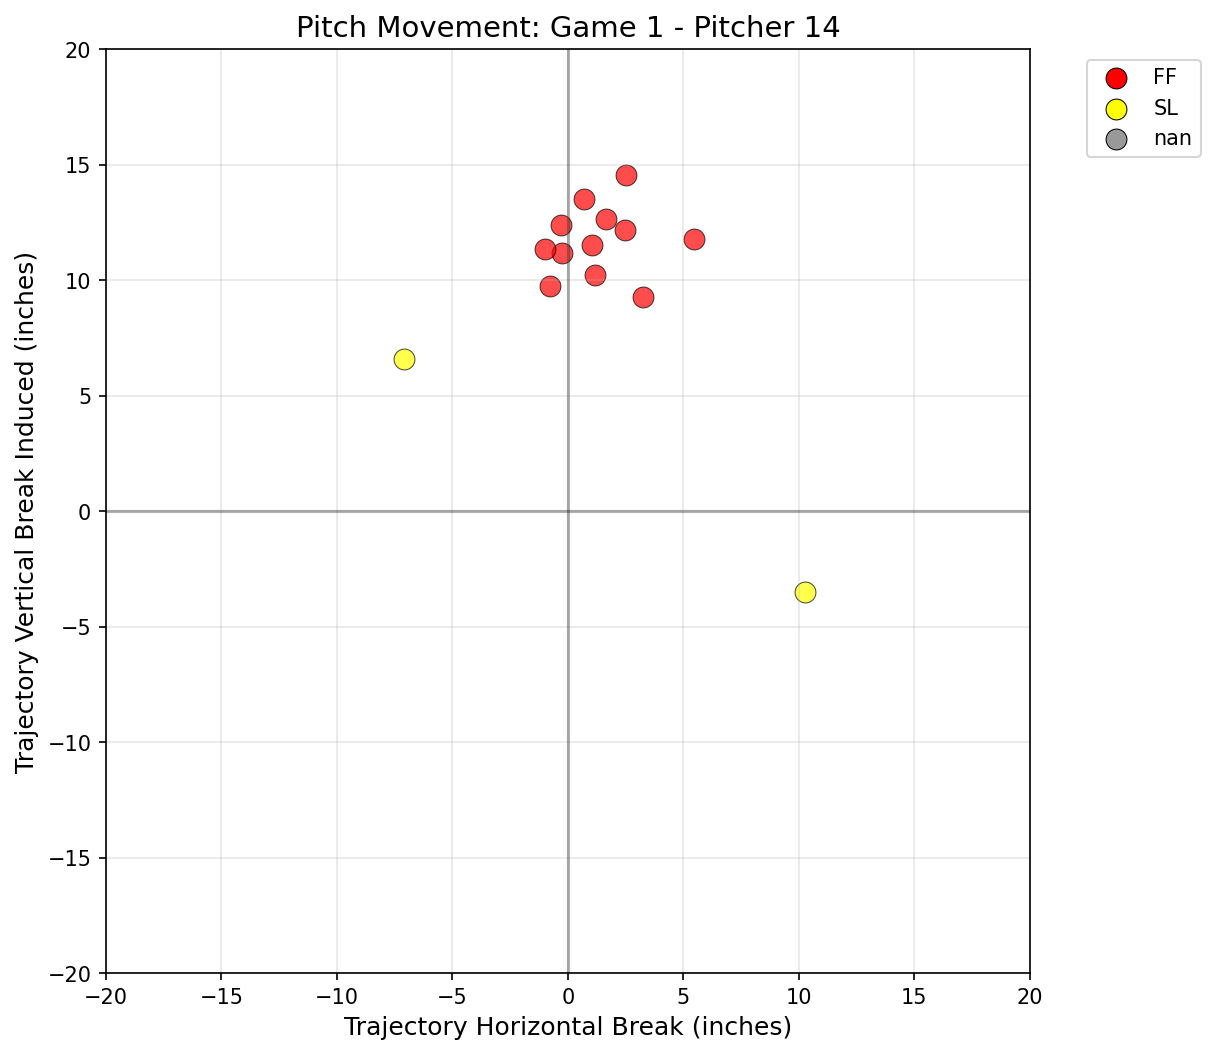 Pitch Movement: Game 1 - Pitcher 14
FF
SL
nan
Trajectory Vertical Break Induced (inches)
20
15
10
5
0
−5
−10
−15
−20
−20 −15 −10 −5 0 5 10 15 20
Trajectory Horizontal Break (inches)